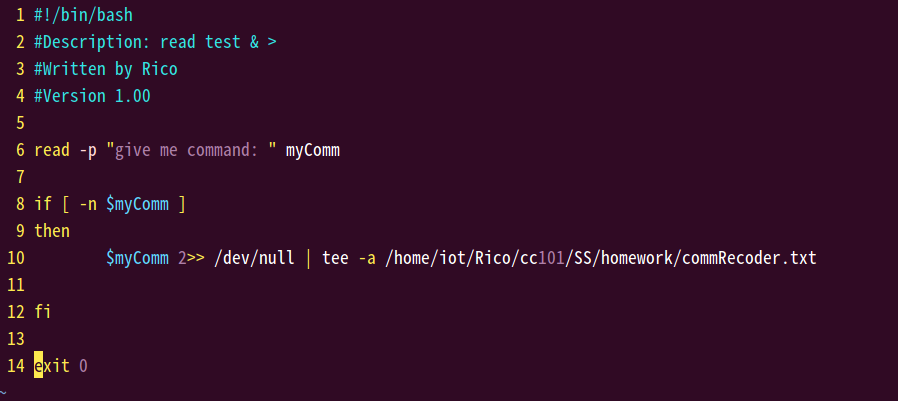 1 #!/bin/bash
2 #Description: read test & >
3 #Written by Rico
4 #Version 1.00
5
6 read -p "give me command: " myComm
7
8 if [ -n $myComm ]
9 then
10         $myComm 2>> /dev/null | tee -a /home/iot/Rico/cc101/SS/homework/commRecoder.txt
11
12 fi
13
14 exit 0
~